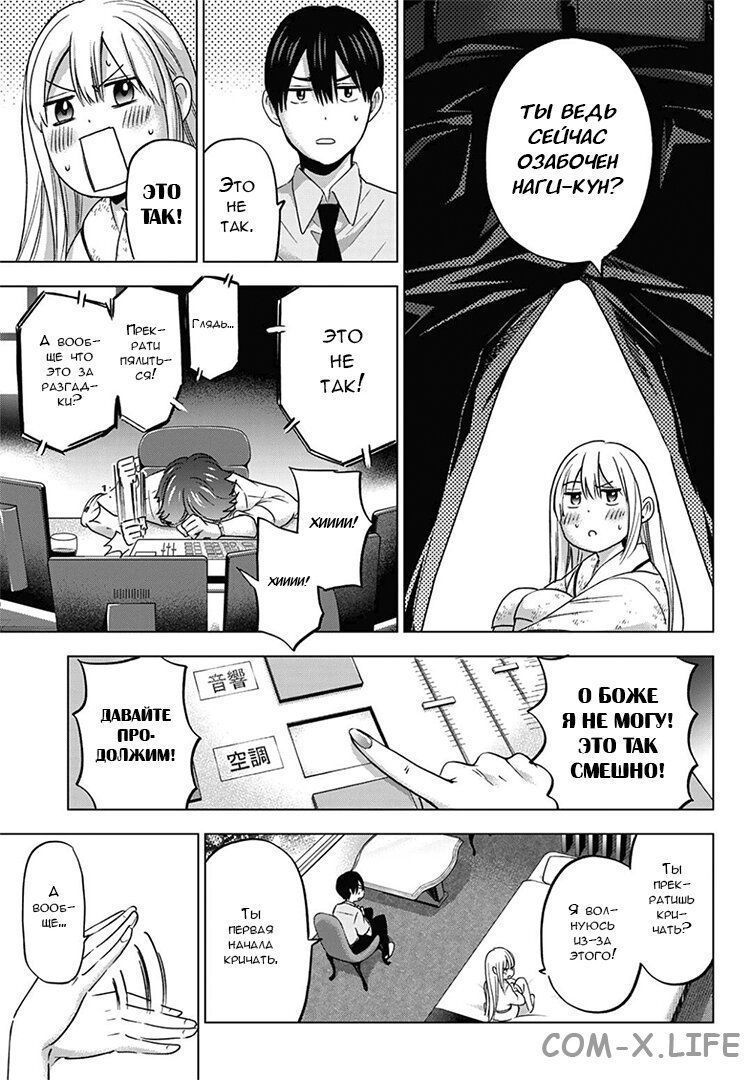 ТЫ ВЕДЬ
СЕЙЧАС
ОЗАБОЧЕН
НАГИ-КУН?
ЭТО
НЕ
ТАК.
ЭТО
ТАК!
ЭТО
НЕ
ТАК!
ГЛЯДЬ...
ПРЕК-
РАТИ
ПЯЛИТЬ-
СЯ!
А ВООБ-
ЩЕ ЧТО
ЭТО ЗА
РАЗГАД-
КИ?
ХИИИИ!
ХИИИИ!
О БОЖЕ
Я НЕ МОГУ!
ЭТО ТАК
СМЕШНО!
音響
空調
ДАВАЙТЕ
ПРО-
ДОЛЖИМ!
ТЫ
ПРЕК-
РАТИШЬ
КРИ-
ЧАТЬ?
Я ВОЛ-
НУЮСЬ
ИЗ-ЗА
ЭТОГО!
ТЫ
ПЕРВАЯ
НАЧАЛА
КРИЧАТЬ.
А
ВООБ-
ЩЕ...
COM-X.LIFE